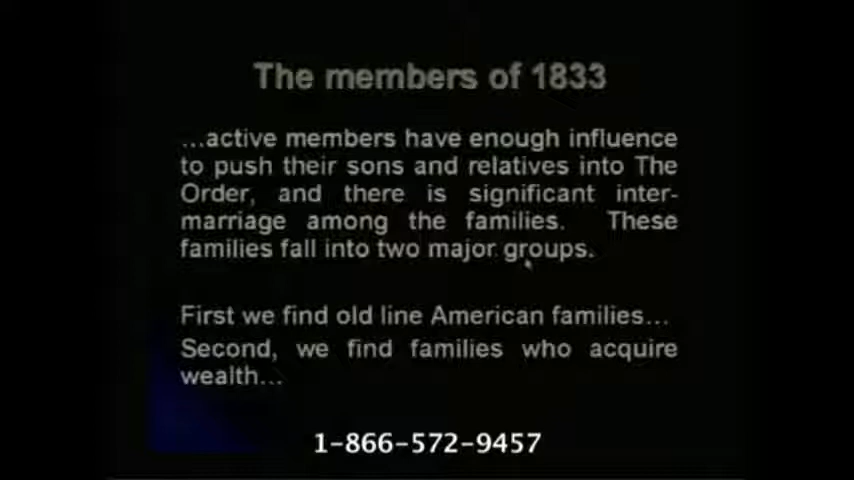 The members of 1833
...active members have enough influence
to push their sons and relatives into The
Order, and there is significant inter-
marriage among the families. These
families fall into two major groups.
First we find old line American families...
Second, we find families who acquire
wealth...
1-866-572-9457